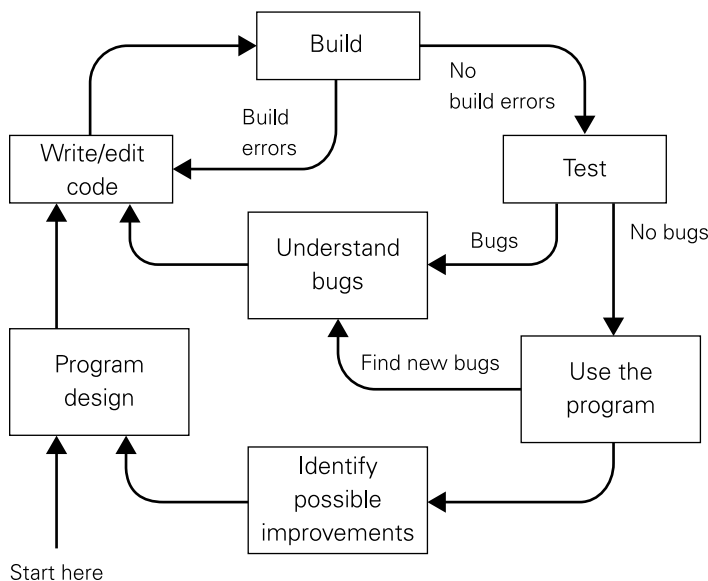 Build
No
build errors
Build
errors
Write/edit
code
Test
Understand
bugs
Bugs
No bugs
Program
design
Find new bugs
Use the
program
Identify
possible
improvements
Start here